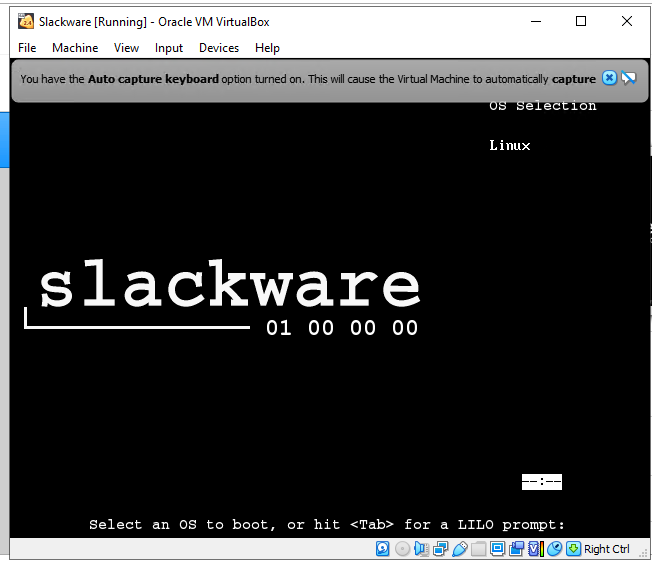 Slackware [Running] - Oracle VM VirtualBox
File Machine View Input Devices Help
You have the Auto capture keyboard option turned on. This will cause the Virtual Machine to automatically capture
OS Selection
Linux
slackware
01 00 00 00
--:--
Select an OS to boot, or hit <Tab> for a LILO prompt:
Right Ctrl